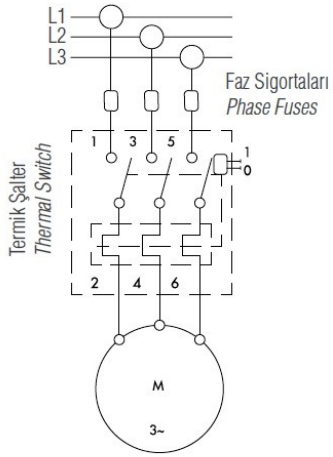 L1
L2
L3
Faz Sigortaları
Phase Fuses
1 3 5
1
0
Termik Şalter
Thermal Switch
2 4 6
M
3~